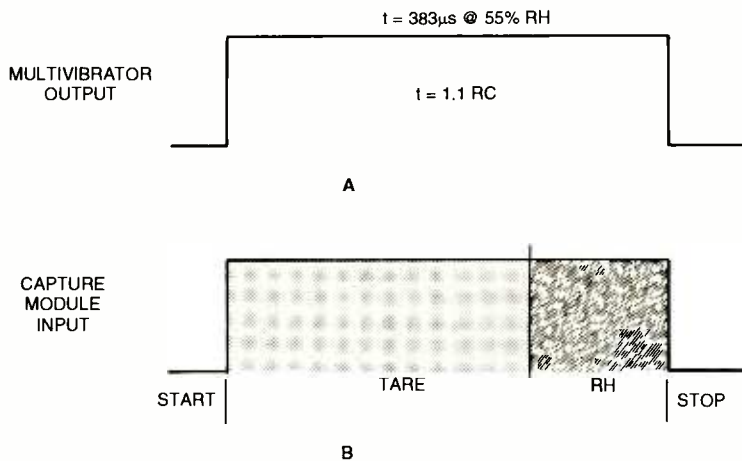 t = 383µs @ 55% RH
MULTIVIBRATOR
OUTPUT
t = 1.1 RC
A
CAPTURE
MODULE
INPUT
START
TARE
RH
STOP
B